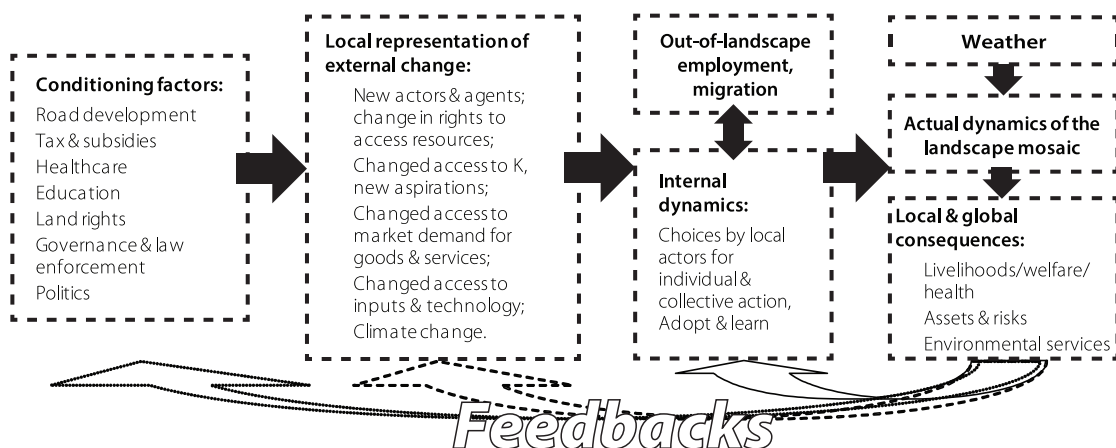 Conditioning factors:
Road development
Tax & subsidies
Healthcare
Education
Land rights
Governance & law
enforcement
Politics
Local representation of
external change:
New actors & agents;
change in rights to
access resources;
Changed access to K,
new aspirations;
Changed access to
market demand for
goods & services;
Changed access to
inputs & technology;
Climate change.
Out-of-landscape
employment,
migration
Internal
dynamics:
Choices by local
actors for
individual &
collective action,
Adopt & learn
Weather
Actual dynamics of the
landscape mosaic
Local & global
consequences:
Livelihoods/welfare/
health
Assets & risks
Environmental services
Feedbacks